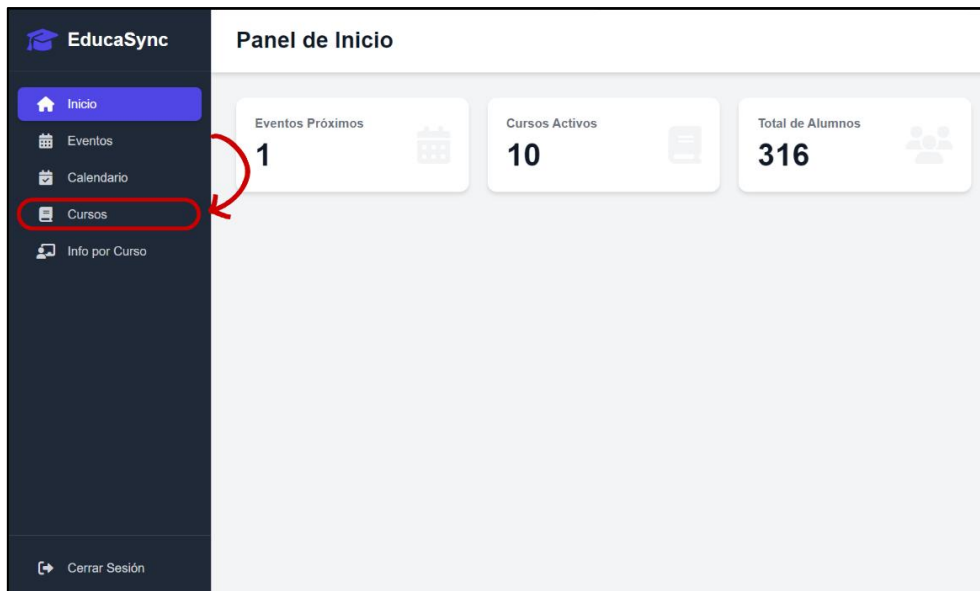 EducaSync
Panel de Inicio
Inicio
Eventos
Calendario
Cursos
Info por Curso
Eventos Próximos
1
Cursos Activos
10
Total de Alumnos
316
Cerrar Sesión